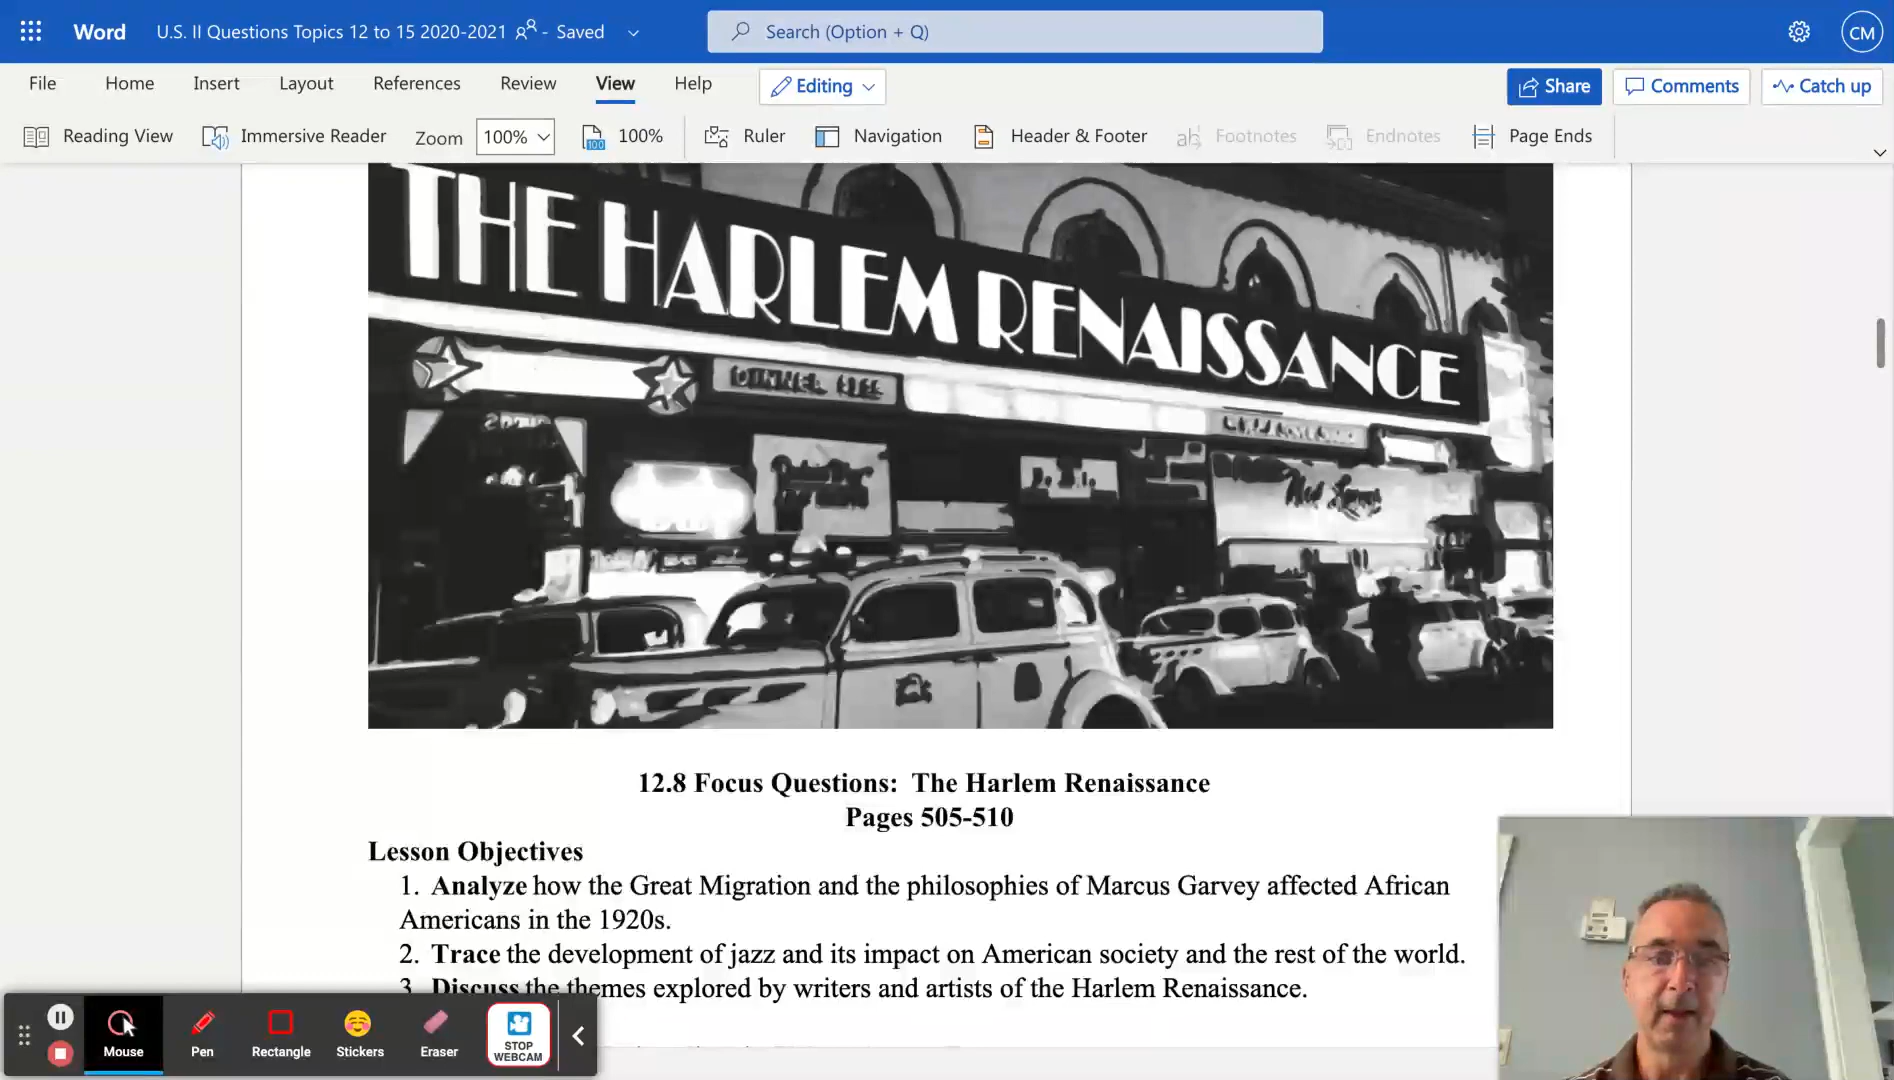 Word
U.S. II Questions Topics 12 to 15 2020-2021 - Saved
Search (Option + Q)
CM
File Home Insert Layout References Review View Help Editing Share Comments Catch up
Reading View Immersive Reader Zoom 100% 100% Ruler Navigation Header & Footer Footnotes Endnotes Page Ends
THE HARLEM RENAISSANCE
12.8 Focus Questions: The Harlem Renaissance
Pages 505-510
Lesson Objectives
1. Analyze how the Great Migration and the philosophies of Marcus Garvey affected African
Americans in the 1920s.
2. Trace the development of jazz and its impact on American society and the rest of the world.
3. Discuss the themes explored by writers and artists of the Harlem Renaissance.
Mouse Pen Rectangle Stickers Eraser STOP
WEBCAM